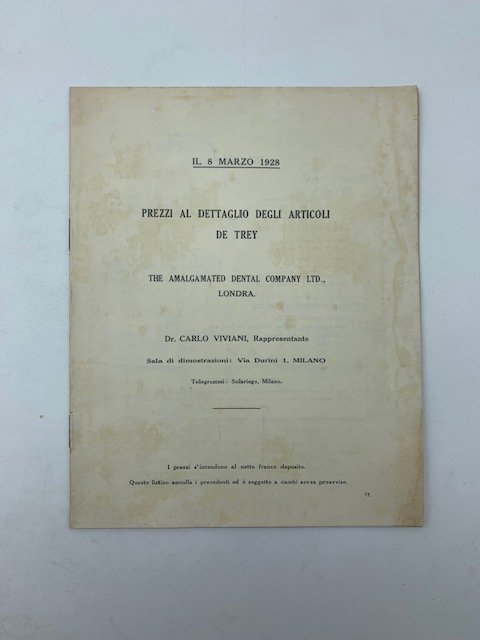 IL 8 MARZO 1928
PREZZI AL DETTAGLIO DEGLI ARTICOLI
DE TREY
THE AMALGAMATED DENTAL COMPANY LTD.,
LONDRA.
Dr. CARLO VIVIANI, Rappresentante
Sala di dimostrazioni: Via Durini 1, MILANO
Telegrammi: Solariego, Milano.
I prezzi s'intendono al netto franco deposito.
Questo listino annulla i precedenti ed è soggetto a cambi senza preavviso.
IT.